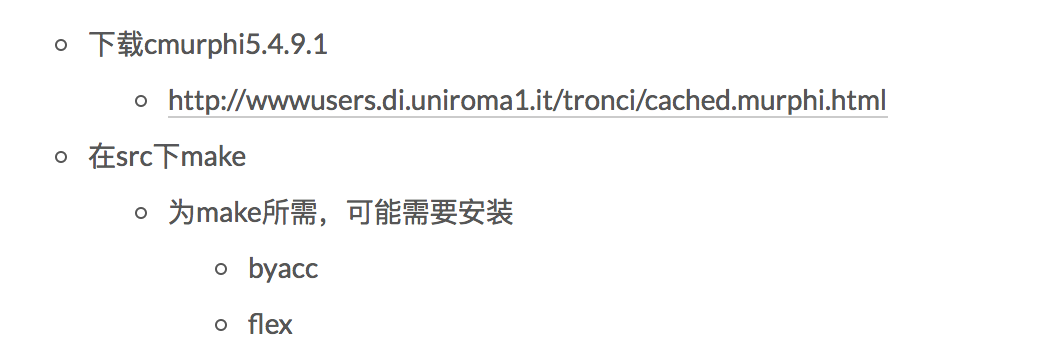 下载cmurphi5.4.9.1
http://wwwusers.di.uniroma1.it/tronci/cached.murphi.html
在src下make
为make所需，可能需要安装
byacc
flex